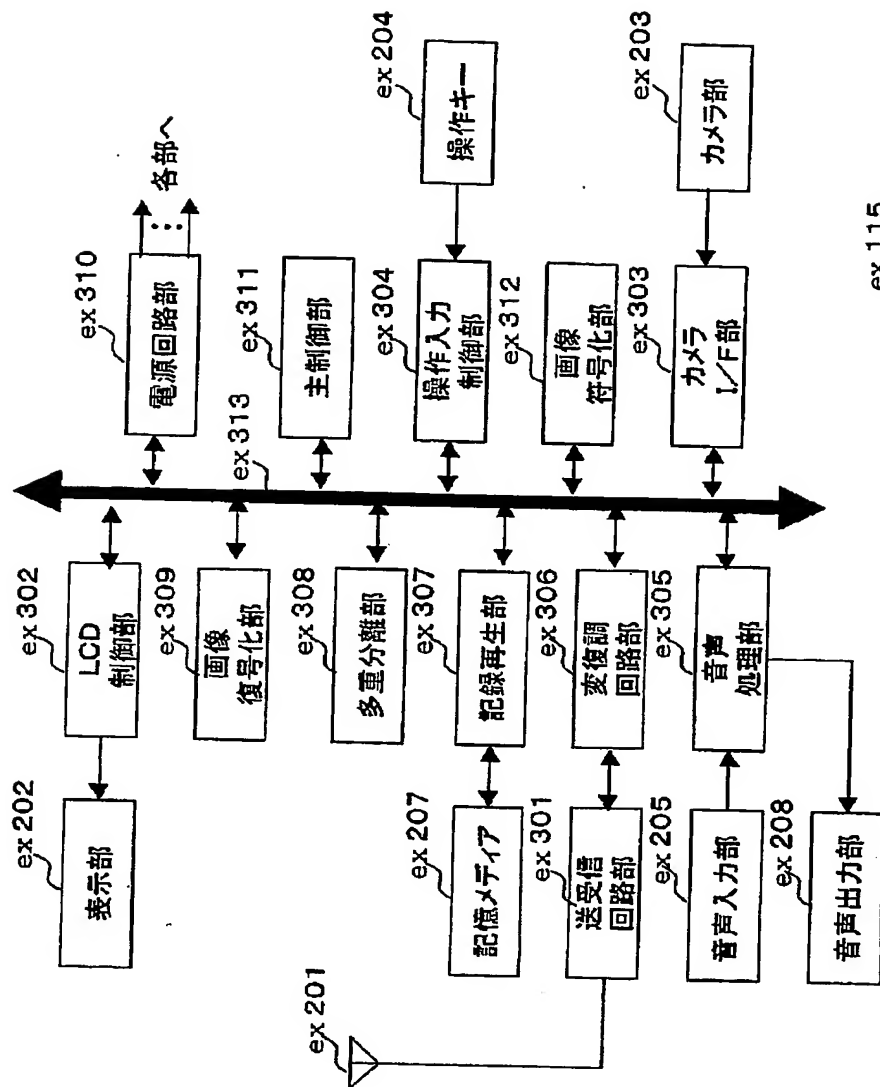 ex 310
電源回路部
各部へ
ex 311
主制御部
ex 204
操作キー
ex 304
操作入力
制御部
ex 312
画像
符号化部
ex 203
カメラ部
ex 303
カメラ
I/F部
ex 313
ex 302
LCD
制御部
ex 202
表示部
ex 309
画像
復号化部
ex 308
多重分離部
ex 307
記録再生部
ex 207
記憶メディア
ex 306
変復調
回路部
ex 301
送受信
回路部
ex 201
ex 305
音声
処理部
ex 205
音声入力部
ex 208
音声出力部
ex 115